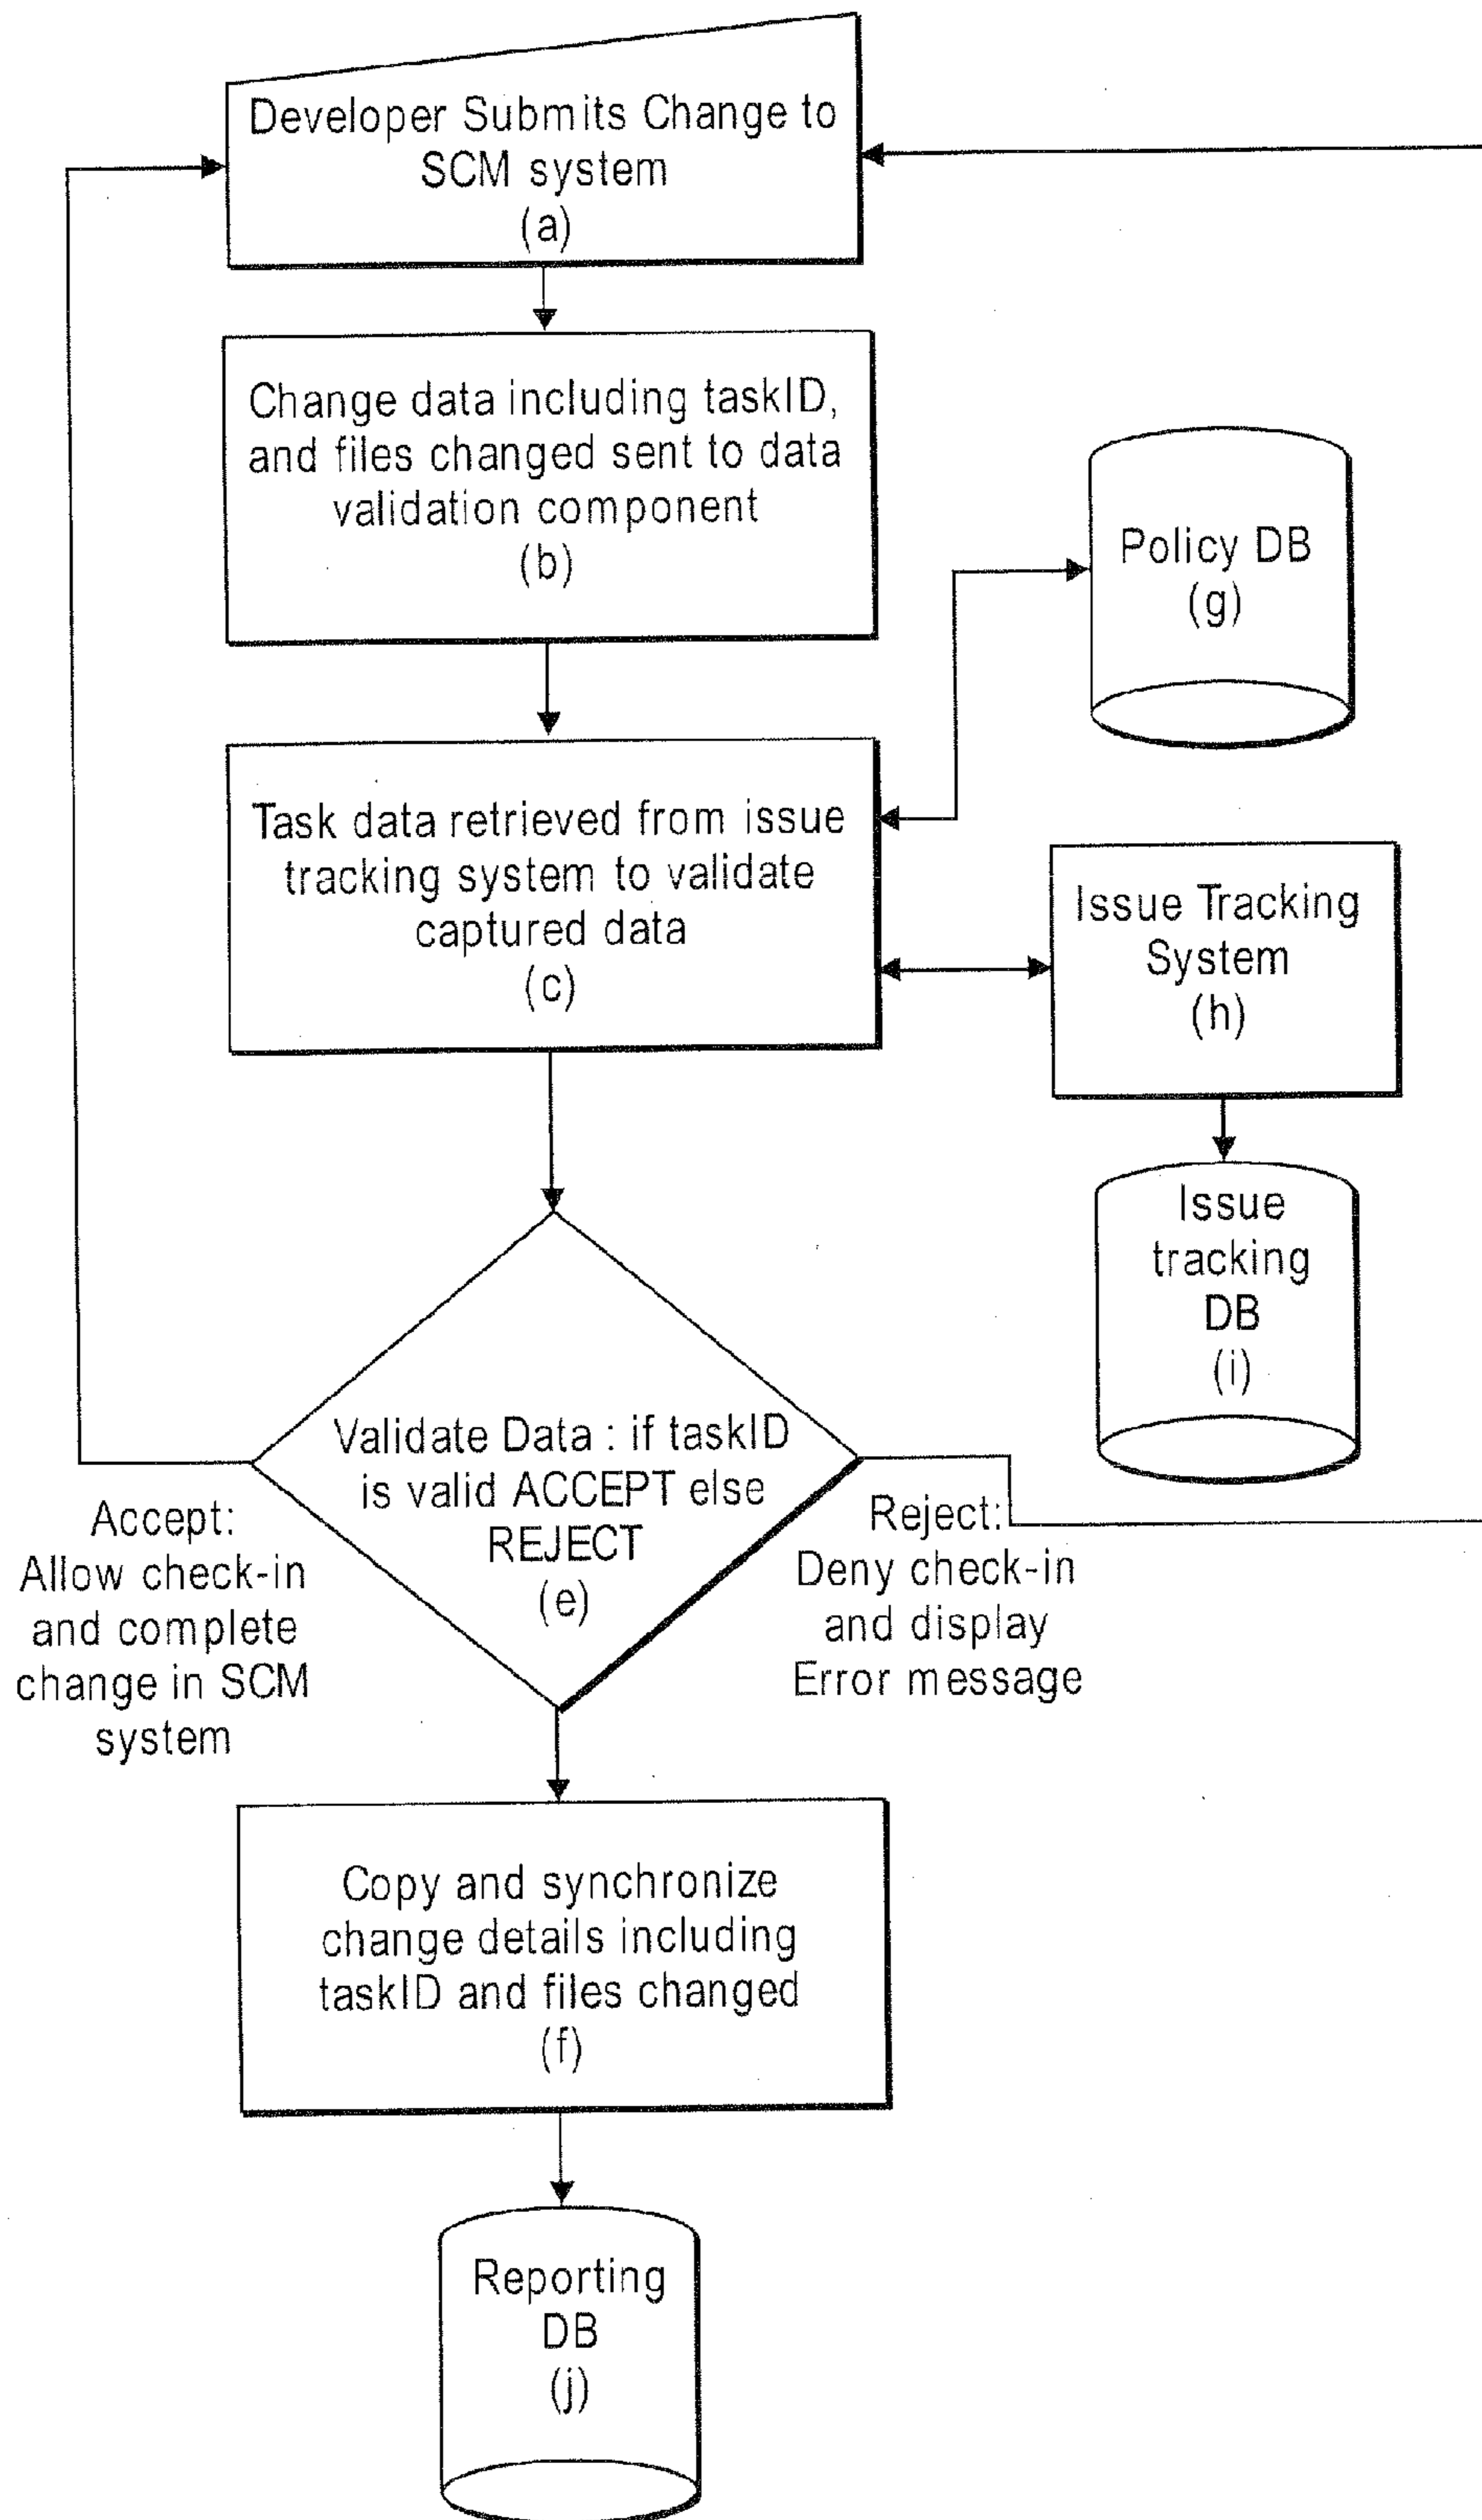 Developer Submits Change to
SCM system
(a)
Change data including taskID,
and files changed sent to data
validation component
(b)
Policy DB
(g)
Task data retrieved from issue
tracking system to validate
captured data
(c)
Issue Tracking
System
(h)
Issue
tracking
DB
(i)
Validate Data : if taskID
is valid ACCEPT else
REJECT
(e)
Accept:
Allow check-in
and complete
change in SCM
system
Reject:
Deny check-in
and display
Error message
Copy and synchronize
change details including
taskID and files changed
(f)
Reporting
DB
(j)